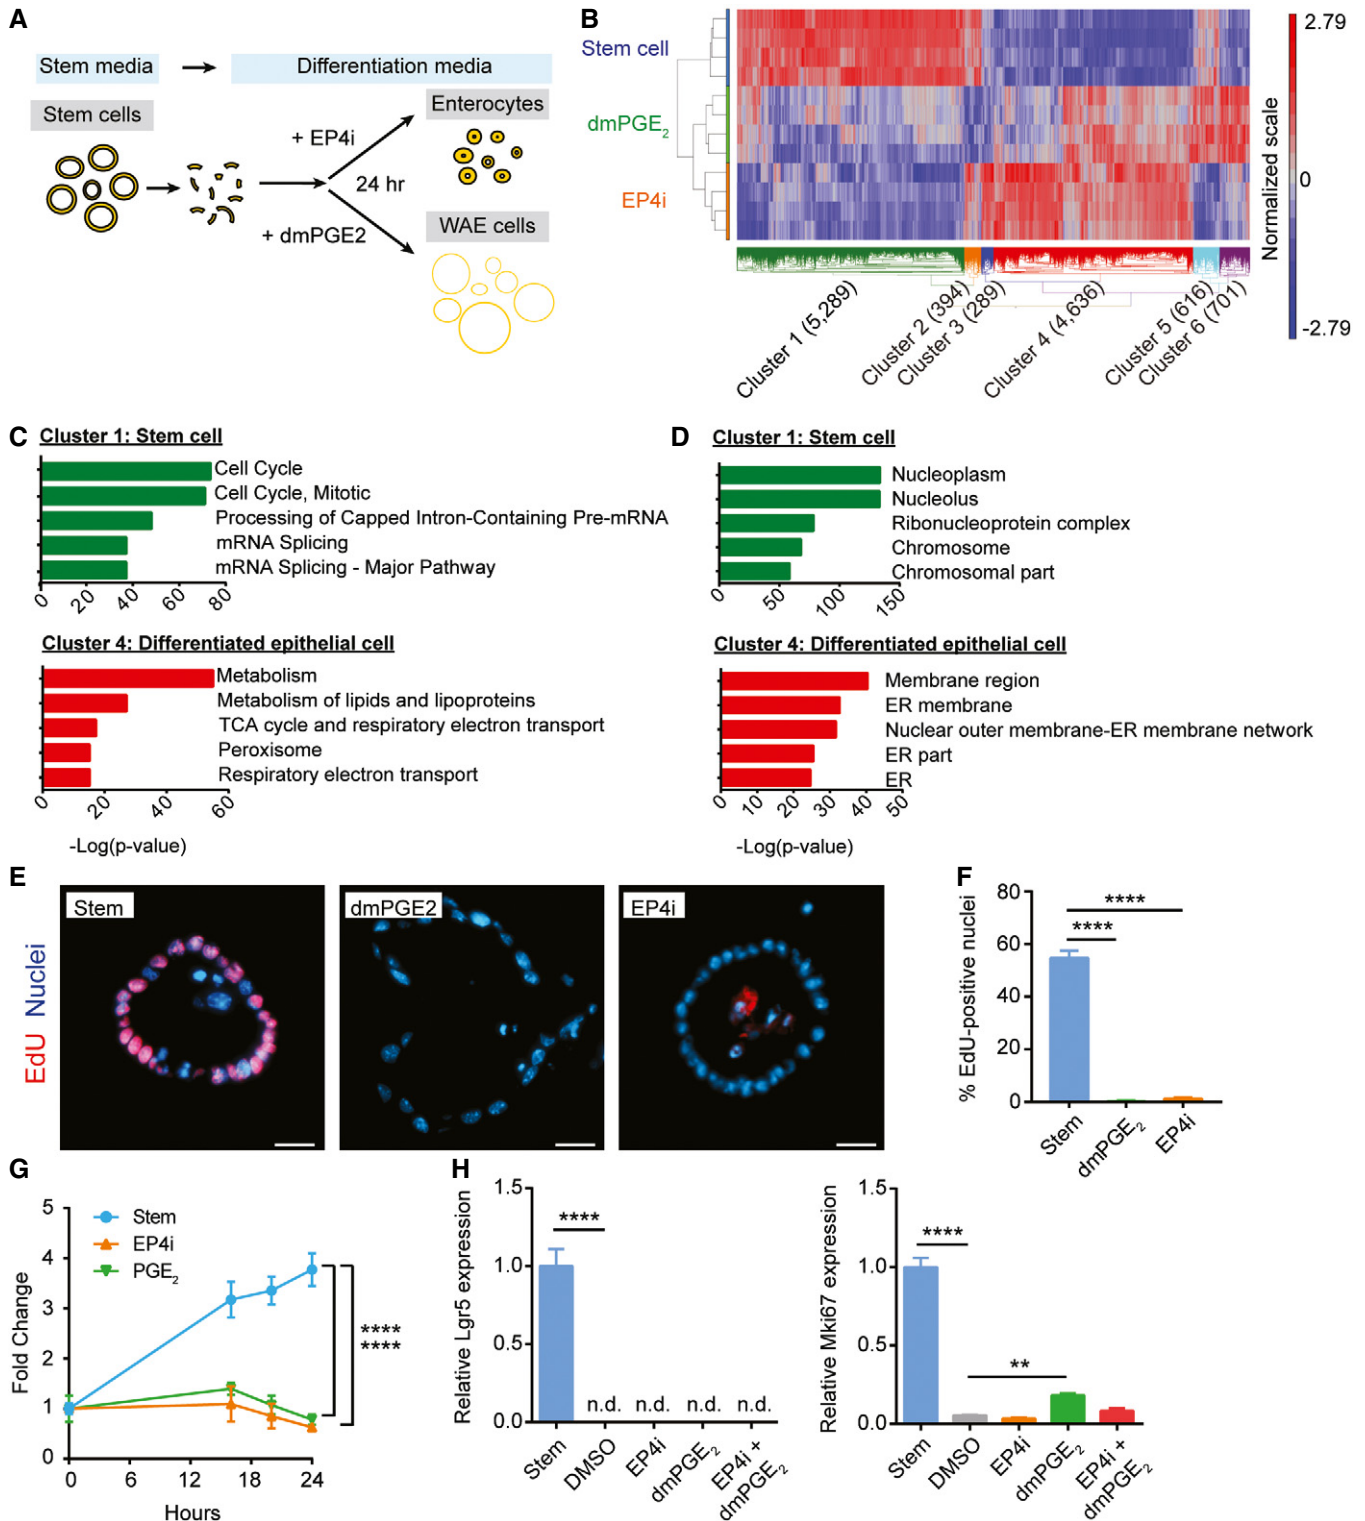 A
Stem media
Differentiation media
Stem cells
Enterocytes
+ EP4i
24 hr
+ dmPGE2
WAE cells
B
Stem cell
dmPGE2
EP4i
2.79
0
-2.79
Normalized scale
Cluster 1 (5,289)
Cluster 2 (394)
Cluster 3 (289)
Cluster 4 (4,636)
Cluster 5 (616)
Cluster 6 (701)
C
Cluster 1: Stem cell
Cell Cycle
Cell Cycle, Mitotic
Processing of Capped Intron-Containing Pre-mRNA
mRNA Splicing
mRNA Splicing - Major Pathway
0 20 40 60 80
Cluster 4: Differentiated epithelial cell
Metabolism
Metabolism of lipids and lipoproteins
TCA cycle and respiratory electron transport
Peroxisome
Respiratory electron transport
0 20 40 60
-Log(p-value)
D
Cluster 1: Stem cell
Nucleoplasm
Nucleolus
Ribonucleoprotein complex
Chromosome
Chromosomal part
0 50 100 150
Cluster 4: Differentiated epithelial cell
Membrane region
ER membrane
Nuclear outer membrane-ER membrane network
ER part
ER
0 10 20 30 40 50
-Log(p-value)
E
EdU Nuclei
Stem
dmPGE2
EP4i
F
% EdU-positive nuclei
80
60
40
20
0
****
****
Stem
dmPGE2
EP4i
G
Fold Change
5
4
3
2
1
0
Stem
EP4i
PGE2
****
****
0 6 12 18 24
Hours
H
Relative Lgr5 expression
1.5
1.0
0.5
0.0
****
n.d. n.d. n.d. n.d.
Stem
DMSO
EP4i
dmPGE2
EP4i +
dmPGE2
Relative Mki67 expression
1.5
1.0
0.5
0.0
****
**
Stem
DMSO
EP4i
dmPGE2
EP4i +
dmPGE2